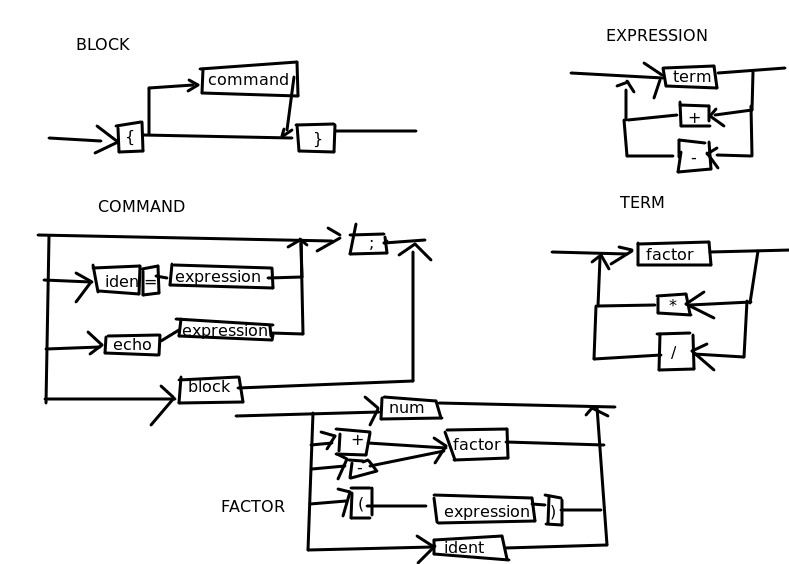 BLOCK
command
{
}
EXPRESSION
term
+
-
COMMAND
;
iden = expression
echo expression
block
TERM
factor
*
/
FACTOR
num
+
-
factor
( expression )
ident